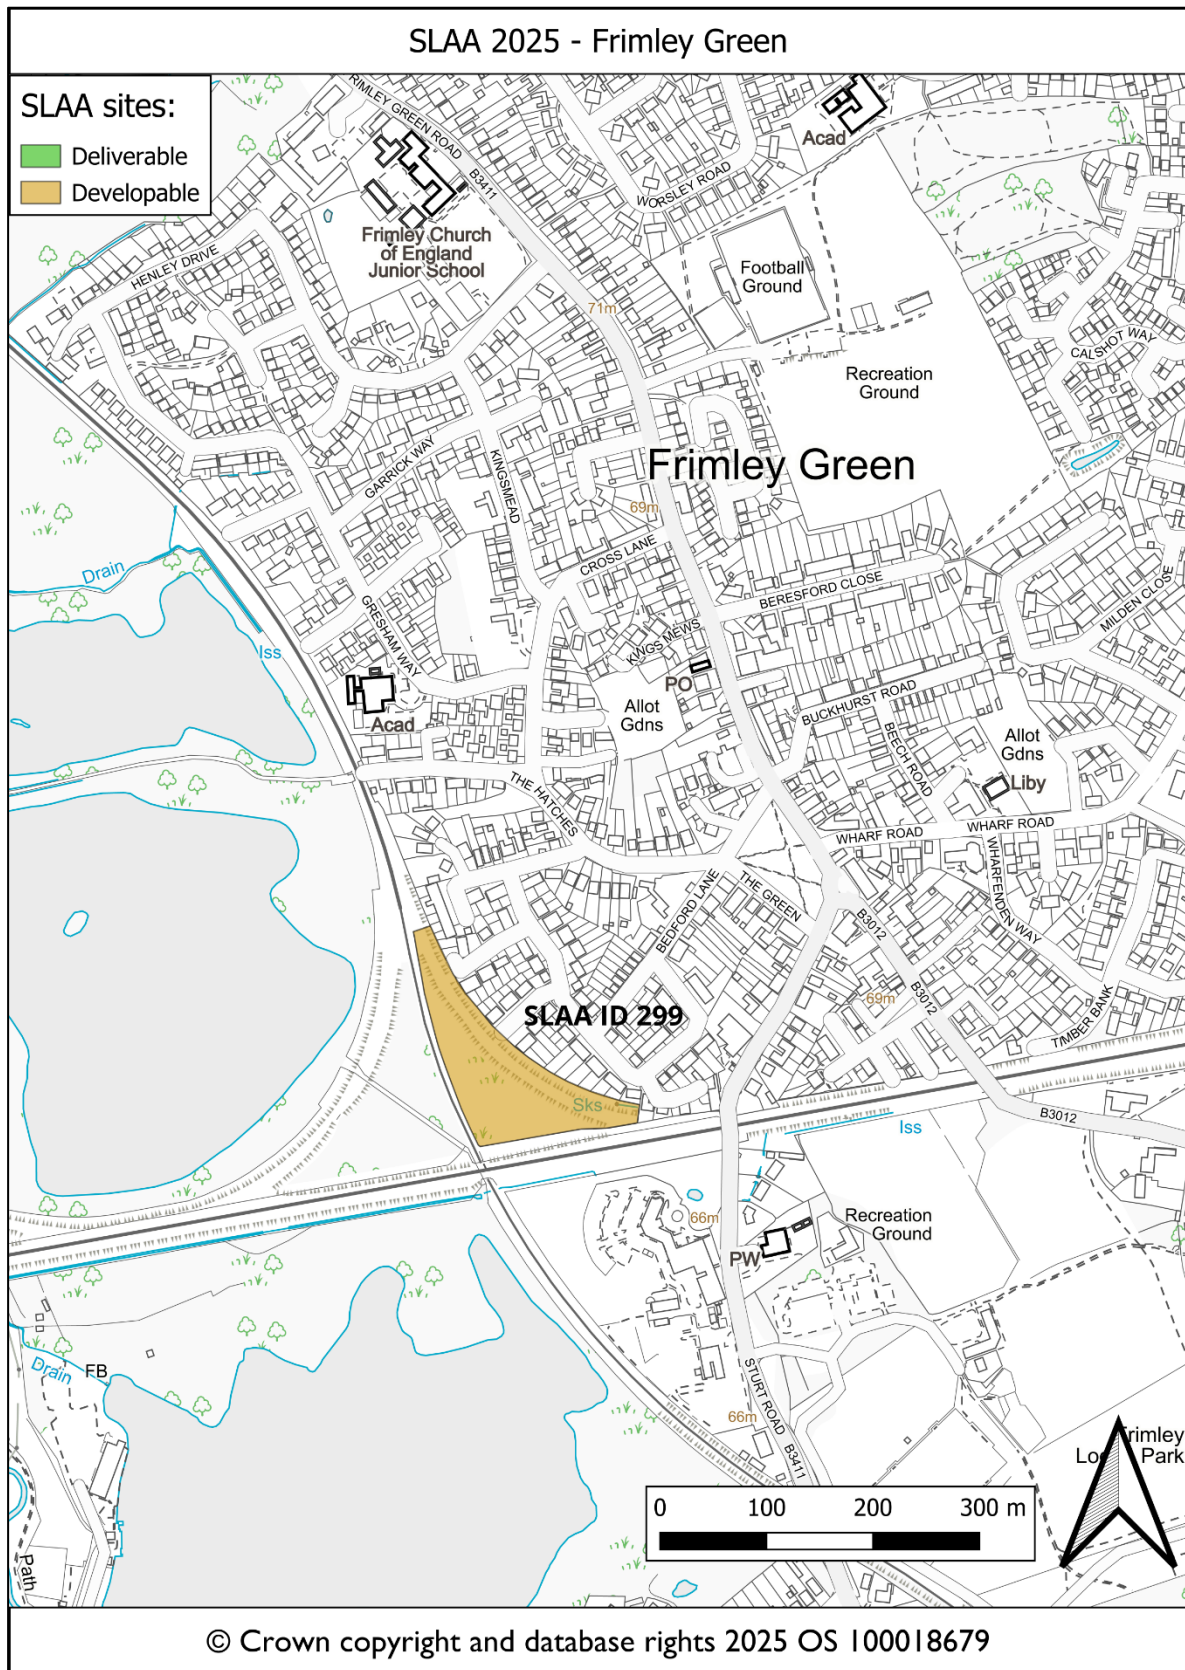 SLAA 2025 - Frimley Green
SLAA sites:
Deliverable
Developable
RIMLEY GREEN ROAD
B3411
Acad
WORSLEY ROAD
Frimley Church
of England
Junior School
HENLEY DRIVE
Football
Ground
71m
CALSHOT WAY
Recreation
Ground
GARRICK WAY
KINGSMEAD
Frimley Green
69m
CROSS LANE
Drain
BERESFORD CLOSE
MILDEN CLOSE
GRESHAM WAY
Iss
KINGS MEWS
PO
BUCKHURST ROAD
Acad
Allot
Gdns
BEECH ROAD
Allot
Gdns
Liby
THE HATCHES
WHARF ROAD
WHARF ROAD
WHARFENDEN WAY
BEDFORD LANE
THE GREEN
B3012
69m
B3012
SLAA ID 299
TIMBER BANK
Sks
Iss
B3012
66m
Recreation
Ground
PW
Drain
FB
STURT ROAD
66m
B3411
Frimley
Lod
Park
Path
0 100 200 300 m
© Crown copyright and database rights 2025 OS 100018679